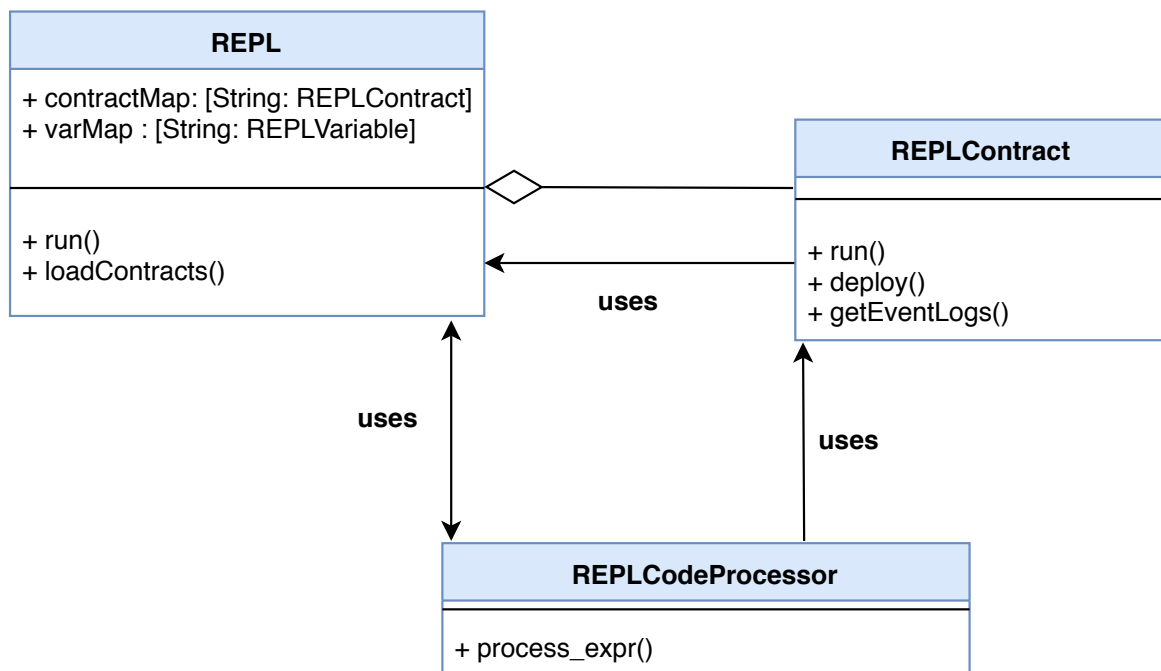 REPL
+ contractMap: [String: REPLContract]
+ varMap : [String: REPLVariable]
+ run()
+ loadContracts()
REPLContract
+ run()
+ deploy()
+ getEventLogs()
uses
uses
uses
REPLCodeProcessor
+ process_expr()